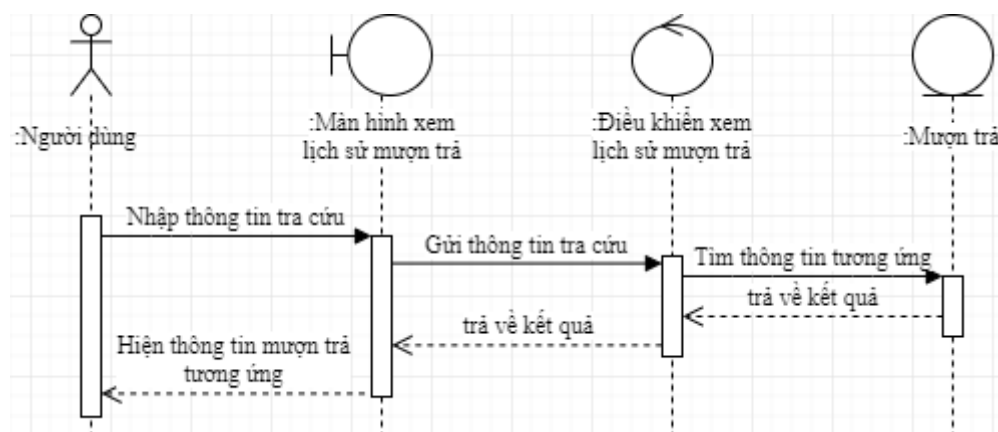 :Người dùng
:Màn hình xem
lịch sử mượn trả
:Điều khiển xem
lịch sử mượn trả
:Mượn trả
Nhập thông tin tra cứu
Gửi thông tin tra cứu
Tìm thông tin tương ứng
trả về kết quả
trả về kết quả
Hiện thông tin mượn trả
tương ứng